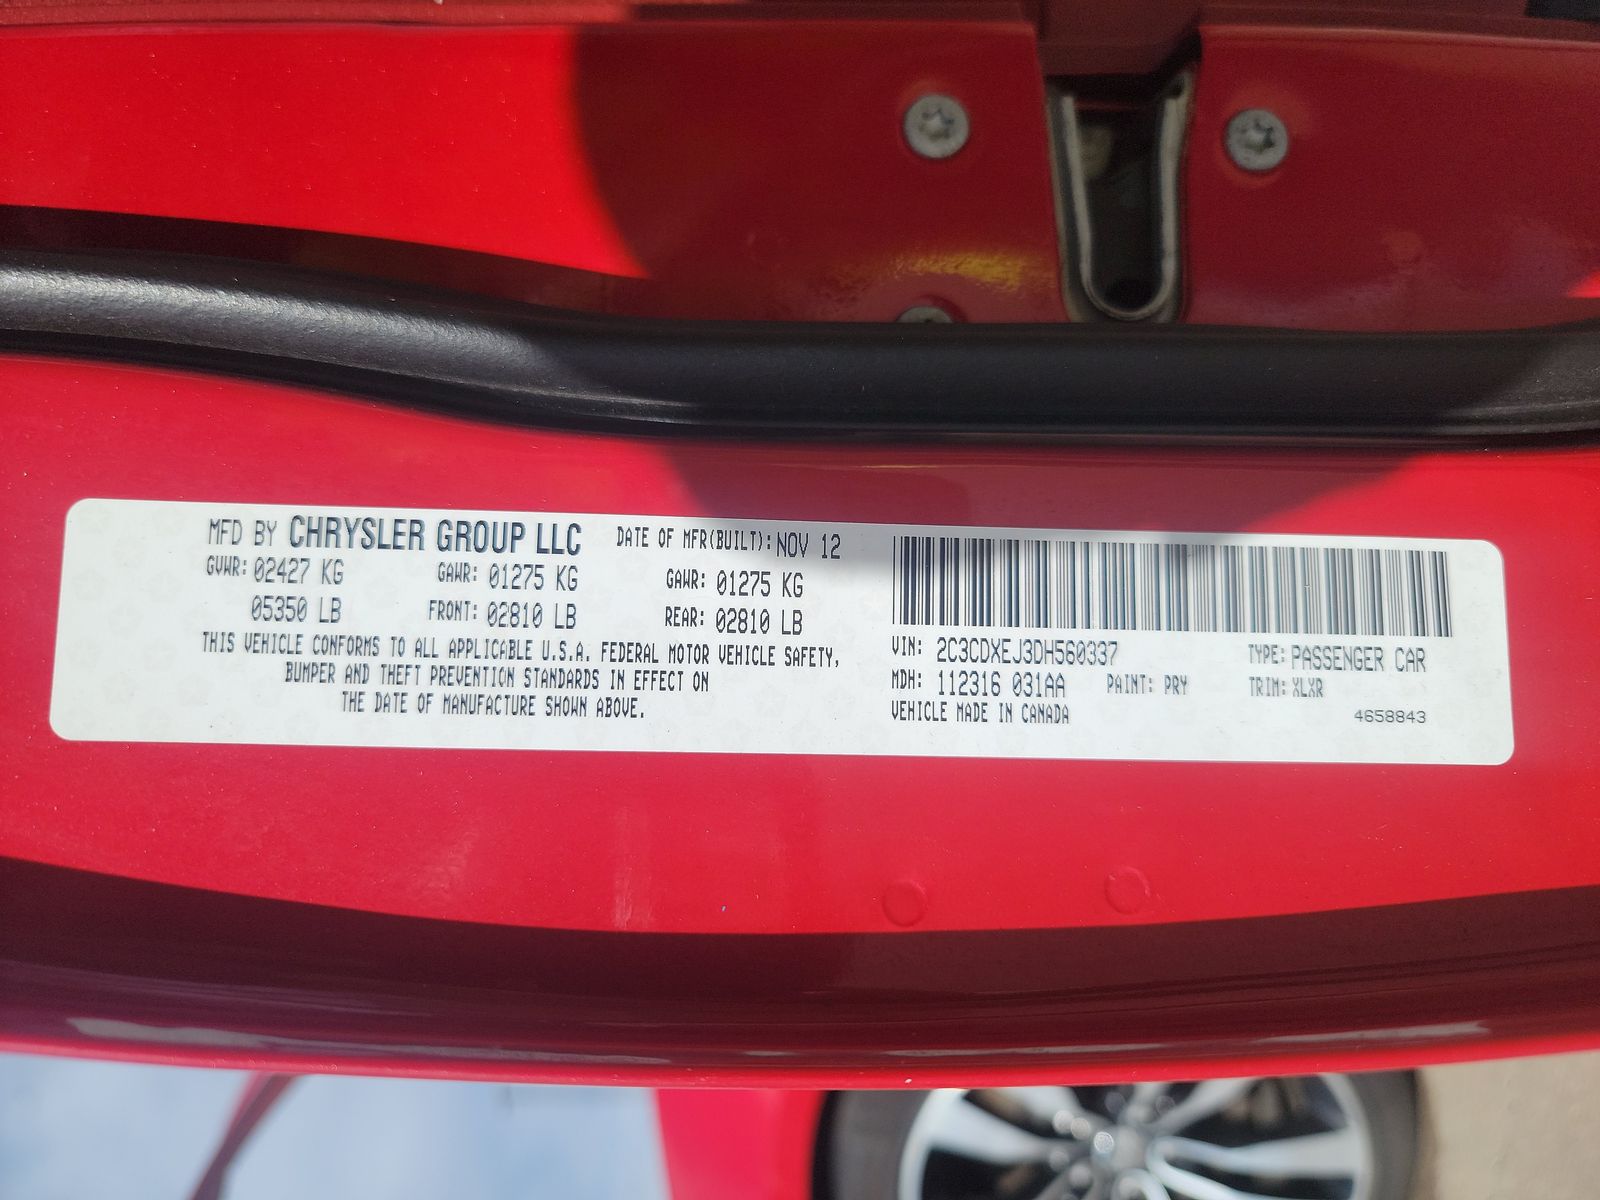 MFD BY CHRYSLER GROUP LLC DATE OF MFR(BUILT): NOV 12
GVWR: 02427 KG GAWR: 01275 KG GAWR: 01275 KG
05350 LB FRONT: 02810 LB REAR: 02810 LB
THIS VEHICLE CONFORMS TO ALL APPLICABLE U.S.A. FEDERAL MOTOR VEHICLE SAFETY,
BUMPER AND THEFT PREVENTION STANDARDS IN EFFECT ON
THE DATE OF MANUFACTURE SHOWN ABOVE.
VIN: 2C3CDXEJ3DH560337 TYPE: PASSENGER CAR
MDH: 112316 031AA PAINT: PRY TRIM: XLXR
VEHICLE MADE IN CANADA 4658843